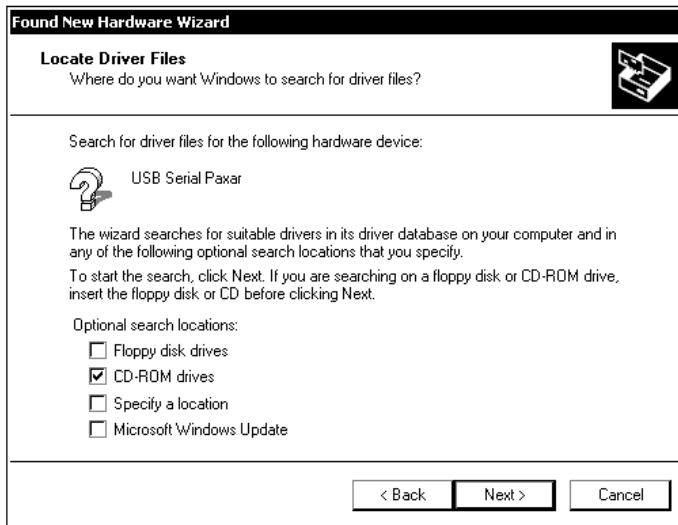 Found New Hardware Wizard
Locate Driver Files
Where do you want Windows to search for driver files?
Search for driver files for the following hardware device:
USB Serial Paxar
The wizard searches for suitable drivers in its driver database on your computer and in
any of the following optional search locations that you specify.
To start the search, click Next. If you are searching on a floppy disk or CD-ROM drive,
insert the floppy disk or CD before clicking Next.
Optional search locations:
Floppy disk drives
CD-ROM drives
Specify a location
Microsoft Windows Update
< Back Next > Cancel